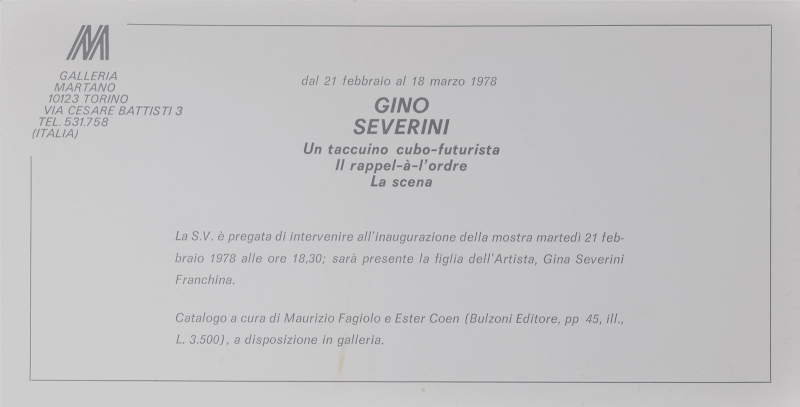 M
GALLERIA
MARTANO
10123 TORINO
VIA CESARE BATTISTI 3
TEL. 531.758
(ITALIA)
dal 21 febbraio al 18 marzo 1978
GINO
SEVERINI
Un taccuino cubo-futurista
Il rappel-à-l'ordre
La scena
La S.V. è pregata di intervenire all'inaugurazione della mostra martedì 21 feb-
braio 1978 alle ore 18,30; sarà presente la figlia dell'Artista, Gina Severini
Franchina.
Catalogo a cura di Maurizio Fagiolo e Ester Coen (Bulzoni Editore, pp 45, ill.,
L. 3.500), a disposizione in galleria.